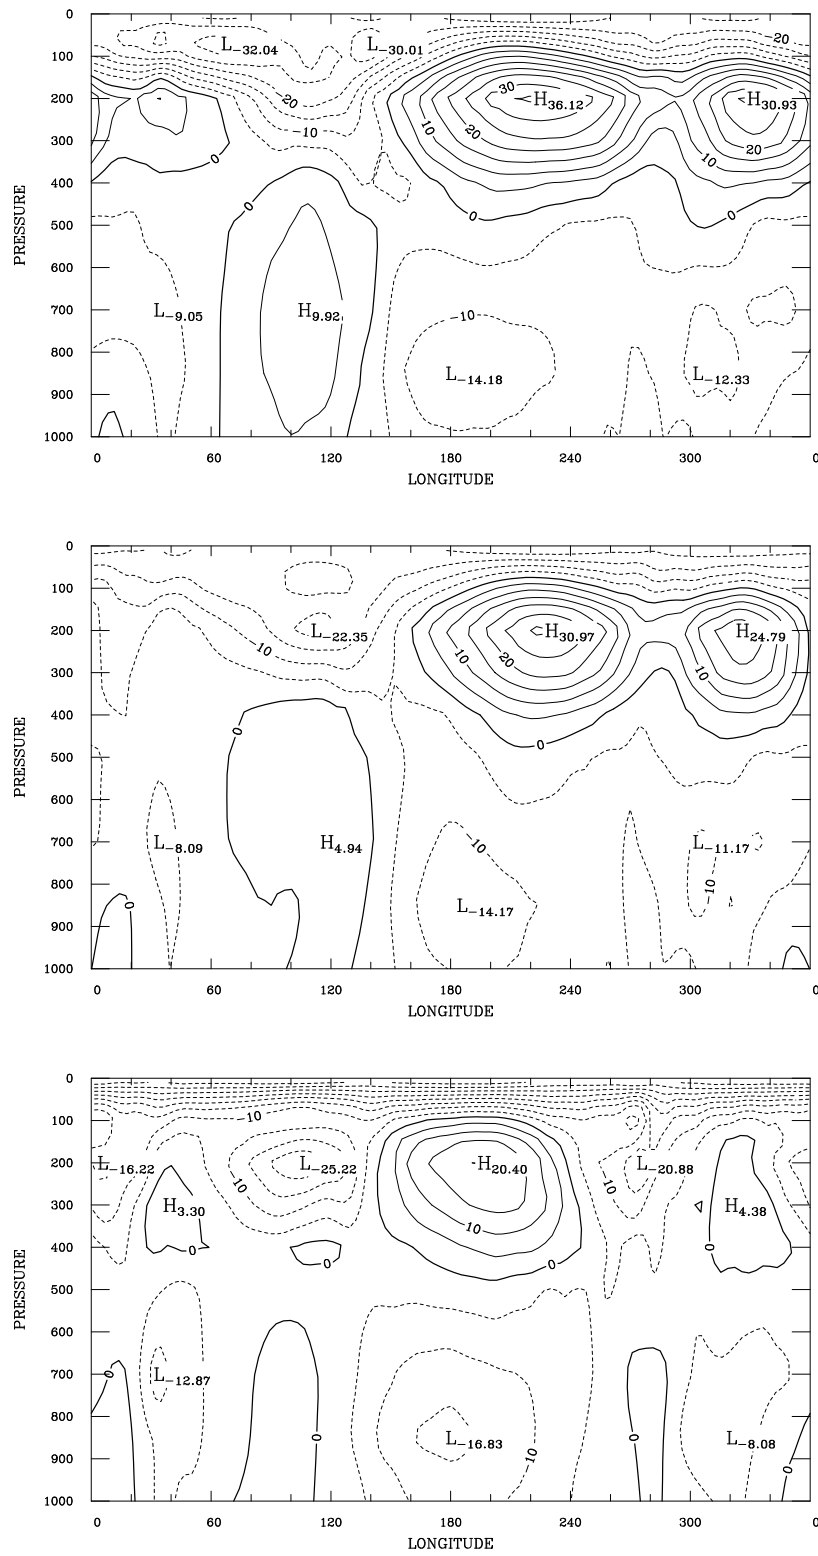 0
100
200
300
400
500
600
700
800
900
1000
PRESSURE
L-32.04
L-30.01
-20
20
-10
30
H36.12
H30.93
10
20
20
10
0
0
0
0
L-9.05
H9.92
-10
L-14.18
L-12.33
0 60 120 180 240 300 0
LONGITUDE
0
100
200
300
400
500
600
700
800
900
1000
PRESSURE
L-22.35
H30.97
H24.79
-10
10
20
10
0
0
L-8.09
H4.94
-10
L-11.17
L-14.17
-10
0
0 60 120 180 240 300 0
LONGITUDE
0
100
200
300
400
500
600
700
800
900
1000
PRESSURE
-10
L-16.22
L-25.22
H20.40
L-20.88
-10
-10
H3.30
H4.38
10
0
0
0
0
L-12.87
0
L-16.83
L-8.08
0
10
0
0
0 60 120 180 240 300 0
LONGITUDE